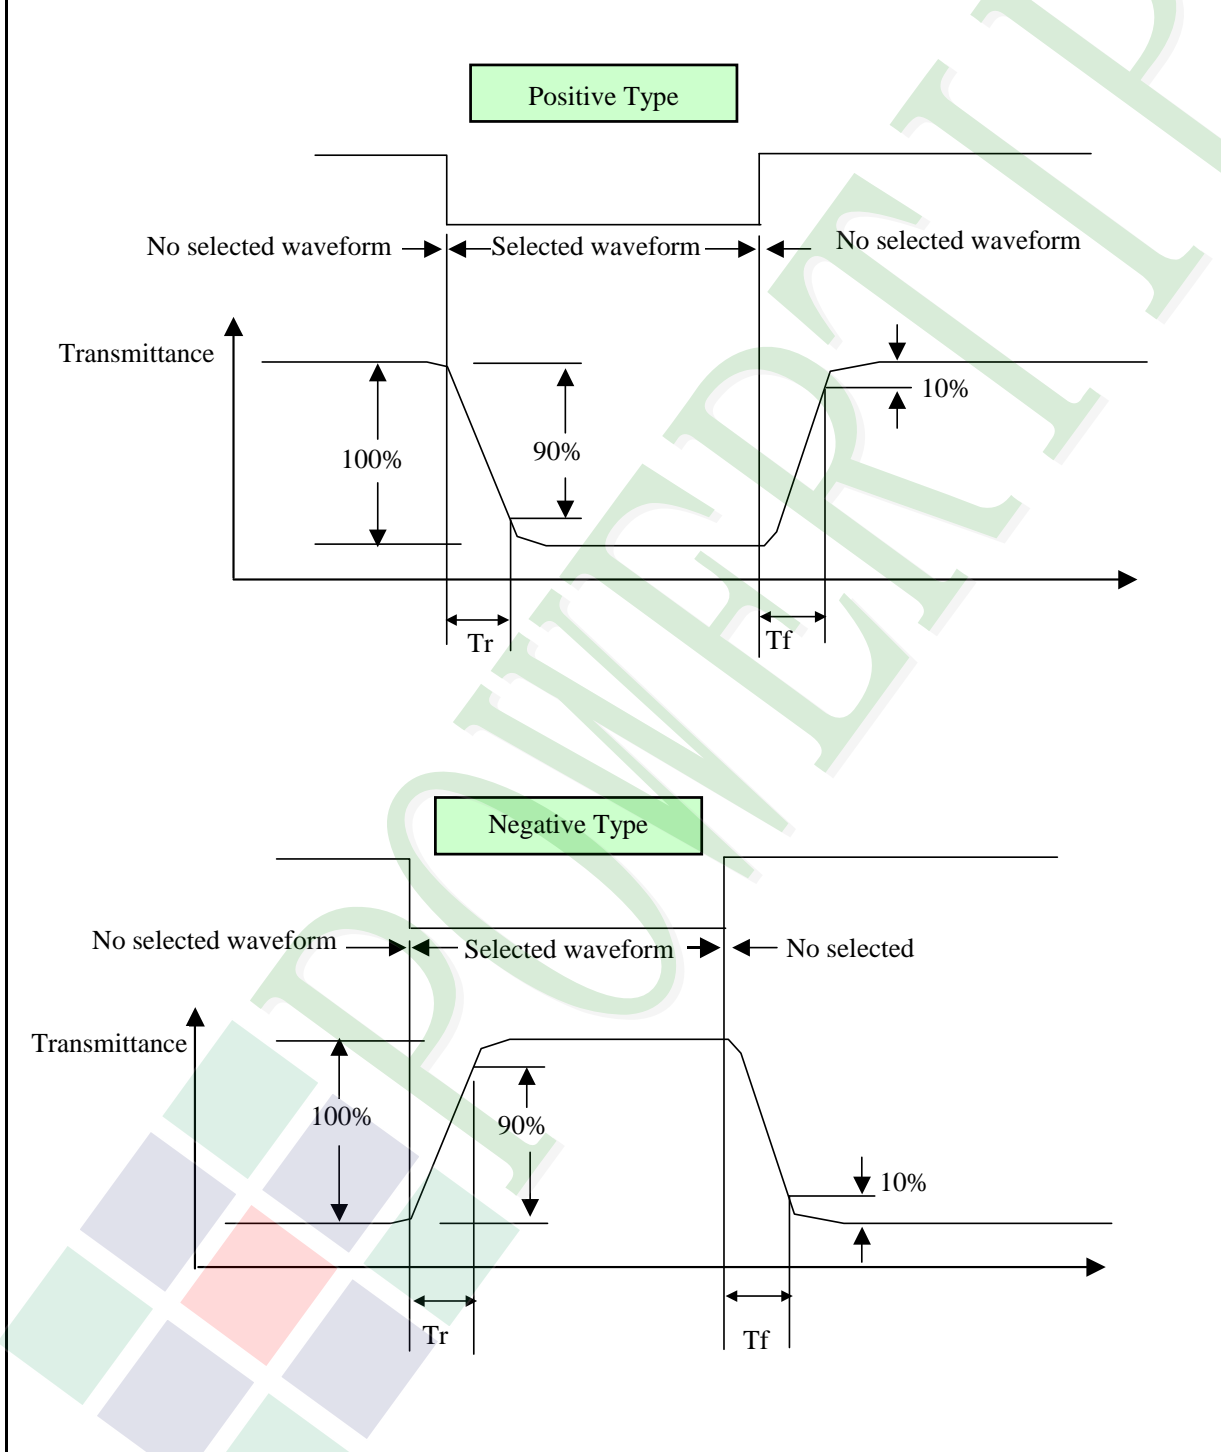 Positive Type
No selected waveform
Selected waveform
No selected waveform
Transmittance
10%
100%
90%
Tr
Tf
Negative Type
No selected waveform
Selected waveform
No selected
Transmittance
100%
90%
10%
Tr
Tf
POWERTIP